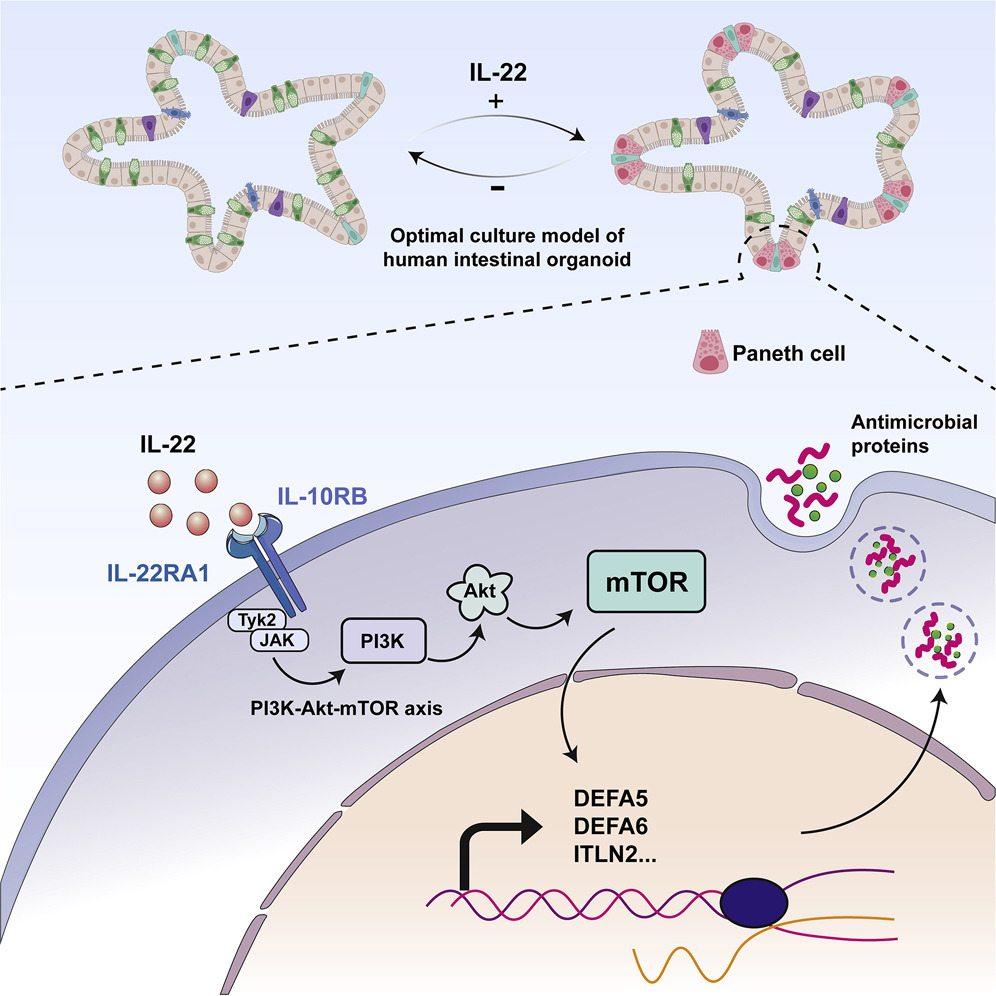 IL-22
+
-
Optimal culture model of
human intestinal organoid
Paneth cell
Antimicrobial
proteins
IL-22
IL-10RB
IL-22RA1
Tyk2
JAK
PI3K
Akt
mTOR
PI3K-Akt-mTOR axis
DEFA5
DEFA6
ITLN2...